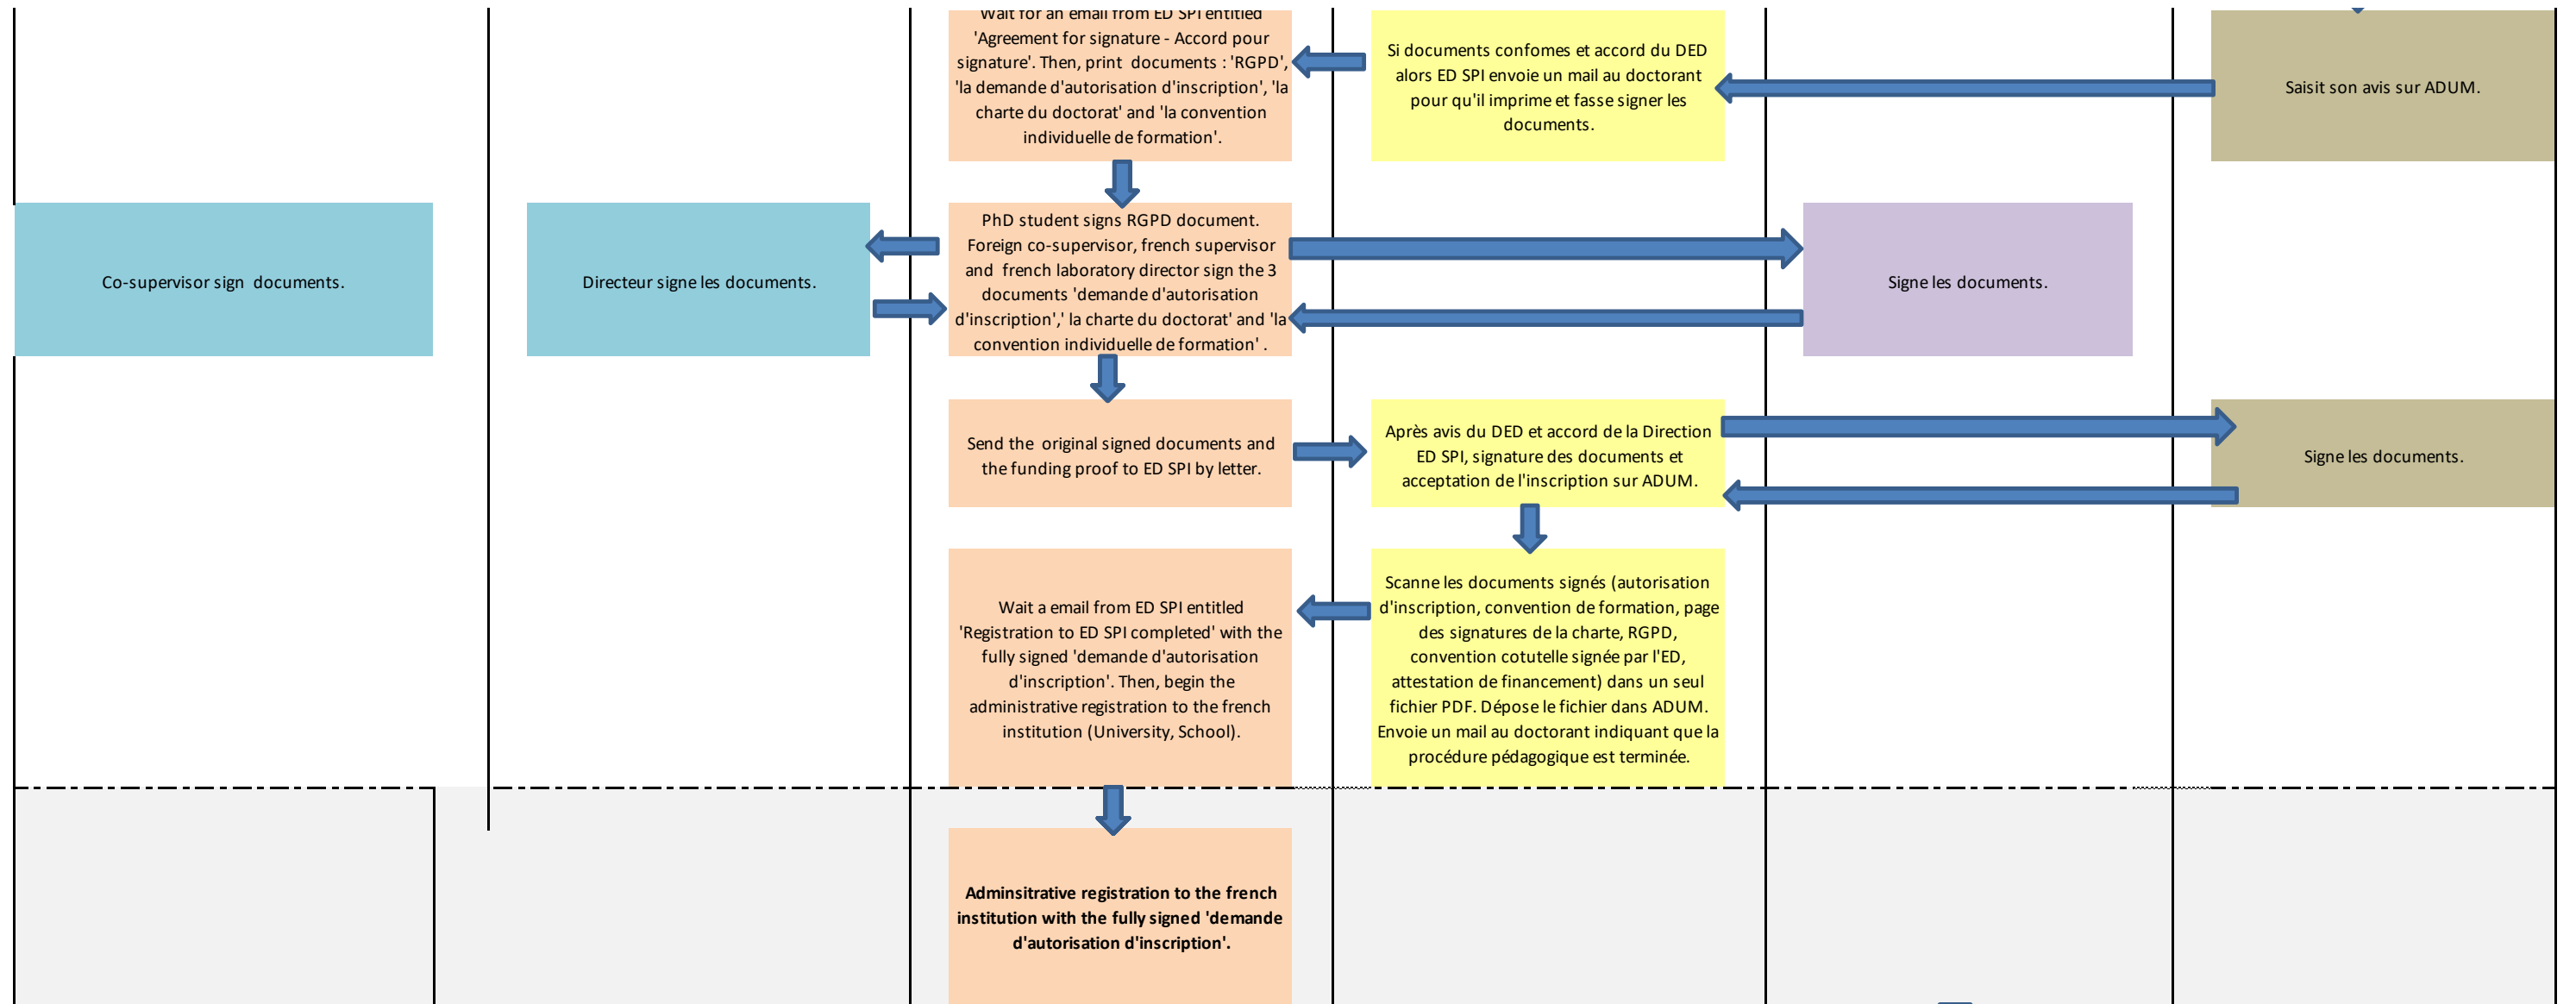 Wait for an email from ED SPI entitled
'Agreement for signature - Accord pour
signature'. Then, print  documents : 'RGPD',
'la demande d'autorisation d'inscription', 'la
charte du doctorat' and 'la convention
individuelle de formation'.
Si documents confomes et accord du DED
alors ED SPI envoie un mail au doctorant
pour qu'il imprime et fasse signer les
documents.
Saisit son avis sur ADUM.
Co-supervisor sign  documents.
Directeur signe les documents.
PhD student signs RGPD document.
Foreign co-supervisor, french supervisor
and  french laboratory director sign the 3
documents 'demande d'autorisation
d'inscription',' la charte du doctorat' and 'la
convention individuelle de formation' .
Signe les documents.
Send the  original signed documents and
the funding proof to ED SPI by letter.
Après avis du DED et accord de la Direction
ED SPI, signature des documents et
acceptation de l'inscription sur ADUM.
Signe les documents.
Wait a email from ED SPI entitled
'Registration to ED SPI completed' with the
fully signed 'demande d'autorisation
d'inscription'. Then, begin the
administrative registration to the french
institution (University, School).
Scanne les documents signés (autorisation
d'inscription, convention de formation, page
des signatures de la charte, RGPD,
convention cotutelle signée par l'ED,
attestation de financement) dans un seul
fichier PDF. Dépose le fichier dans ADUM.
Envoie un mail au doctorant indiquant que la
procédure pédagogique est terminée.
Adminsitrative registration to the french
institution with the fully signed 'demande
d'autorisation d'inscription'.